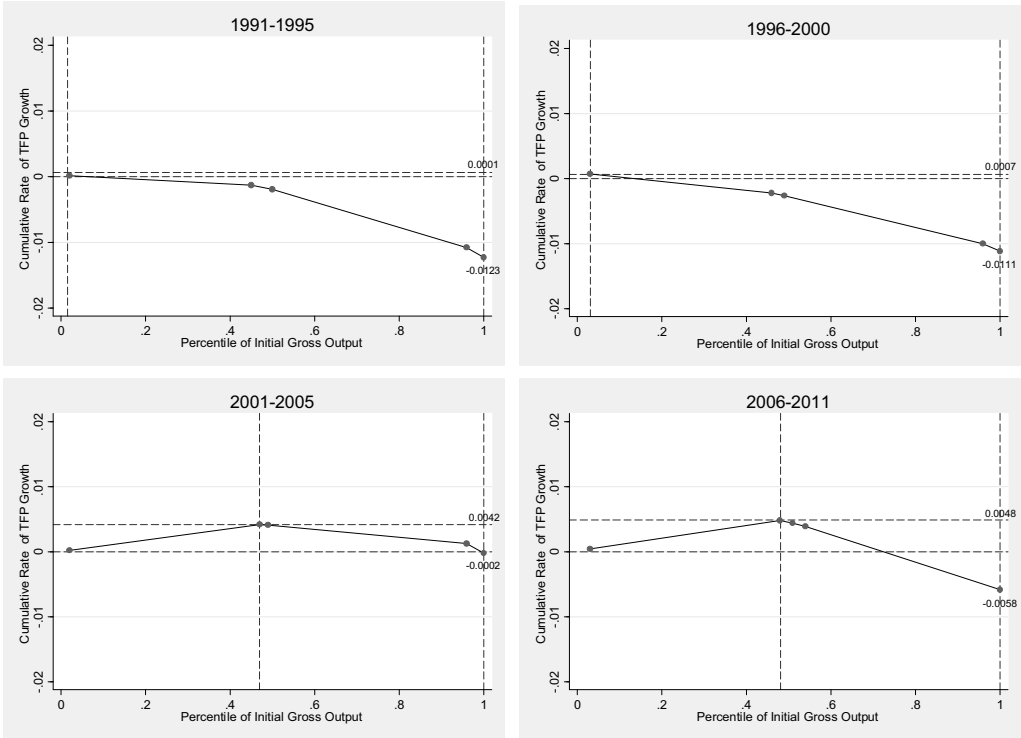 1991-1995
Cumulative Rate of TFP Growth
.02
.01
0
-.01
-.02
0.0001
-0.0123
0 .2 .4 .6 .8 1
Percentile of Initial Gross Output
1996-2000
Cumulative Rate of TFP Growth
.02
.01
0
-.01
-.02
0.0007
-0.0111
0 .2 .4 .6 .8 1
Percentile of Initial Gross Output
2001-2005
Cumulative Rate of TFP Growth
.02
.01
0
-.01
-.02
0.0042
-0.0002
0 .2 .4 .6 .8 1
Percentile of Initial Gross Output
2006-2011
Cumulative Rate of TFP Growth
.02
.01
0
-.01
-.02
0.0048
-0.0058
0 .2 .4 .6 .8 1
Percentile of Initial Gross Output